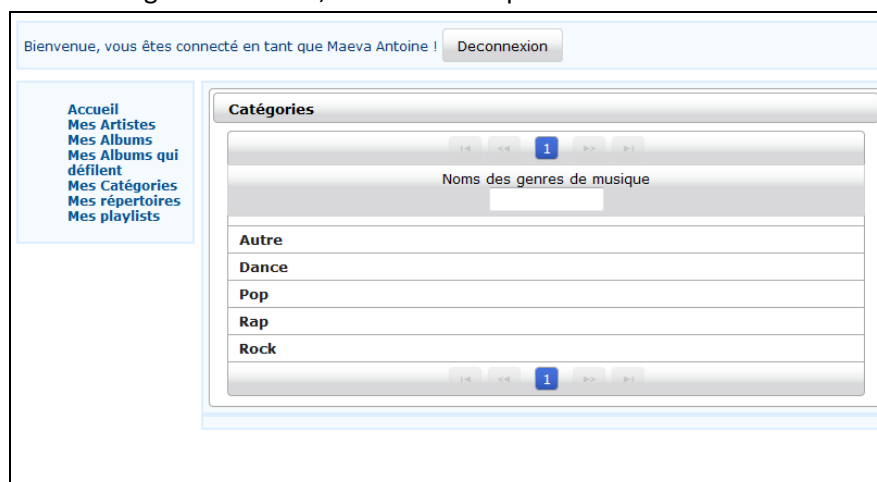 Bienvenue, vous êtes connecté en tant que Maeva Antoine ! Deconnexion
Accueil
Mes Artistes
Mes Albums
Mes Albums qui
défilent
Mes Catégories
Mes répertoires
Mes playlists
Catégories
1
Noms des genres de musique
Autre
Dance
Pop
Rap
Rock
1